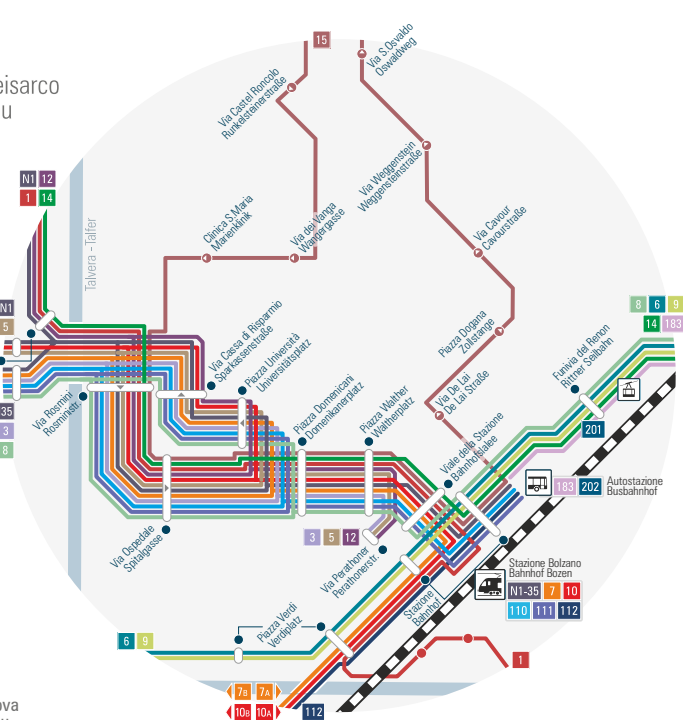 15
eisarco
u
Via S.Osvaldo
Oswaldweg
Via Castel Roncolo
Runkelsteinerstraße
Via Weggenstein
Weggensteinstraße
N1 12
1 14
Talvera - Talfer
Clinica S.Maria
Marienklinik
Via dei Vanga
Wangergasse
Via Cavour
Cavourstraße
N1
5
35
3
8
Via Cassa di Risparmio
Sparkassenstraße
Piazza Università
Universitätsplatz
Piazza Dogana
Zollstange
8 6 9
14 183
Funivia del Renon
Rittner Seilbahn
Via Rosmini
Rosministr.
Piazza Domenicani
Domenikanerplatz
Piazza Walther
Waltherplatz
Via De Lai
De Lai Straße
201
Viale della Stazione
Bahnhofsallee
183 202
Autostazione
Busbahnhof
Via Ospedale
Spitalgasse
3 5 12
Via Perathoner
Perathonerstr.
Stazione
Bahnhof
Stazione Bolzano
Bahnhof Bozen
N1-35 7 10
110 111 112
6 9
Piazza Verdi
Verdiplatz
1
7B 7A
10B 10A
112
ova